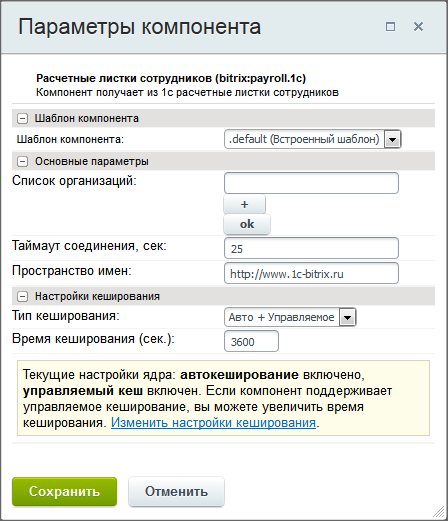 Параметры компонента
Расчетные листки сотрудников (bitrix:payroll.1c)
Компонент получает из 1с расчетные листки сотрудников
Шаблон компонента
Шаблон компонента: .default (Встроенный шаблон)
Основные параметры
Список организаций:
+
ok
Таймаут соединения, сек: 25
Пространство имен: http://www.1c-bitrix.ru
Настройки кеширования
Тип кеширования: Авто + Управляемое
Время кеширования (сек.): 3600
Текущие настройки ядра: автокеширование включено,
управляемый кеш включен. Если компонент поддерживает
управляемое кеширование, вы можете увеличить время
кеширования. Изменить настройки кеширования.
Сохранить Отменить